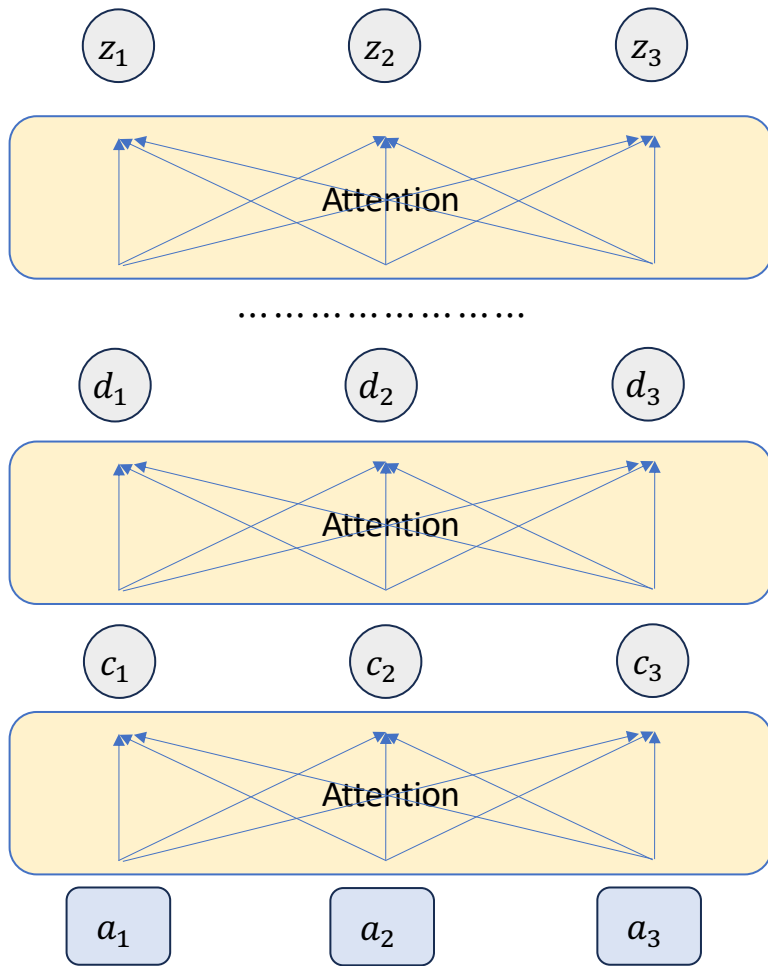 z₁ z₂ z₃
Attention
……………………
d₁ d₂ d₃
Attention
c₁ c₂ c₃
Attention
a₁ a₂ a₃